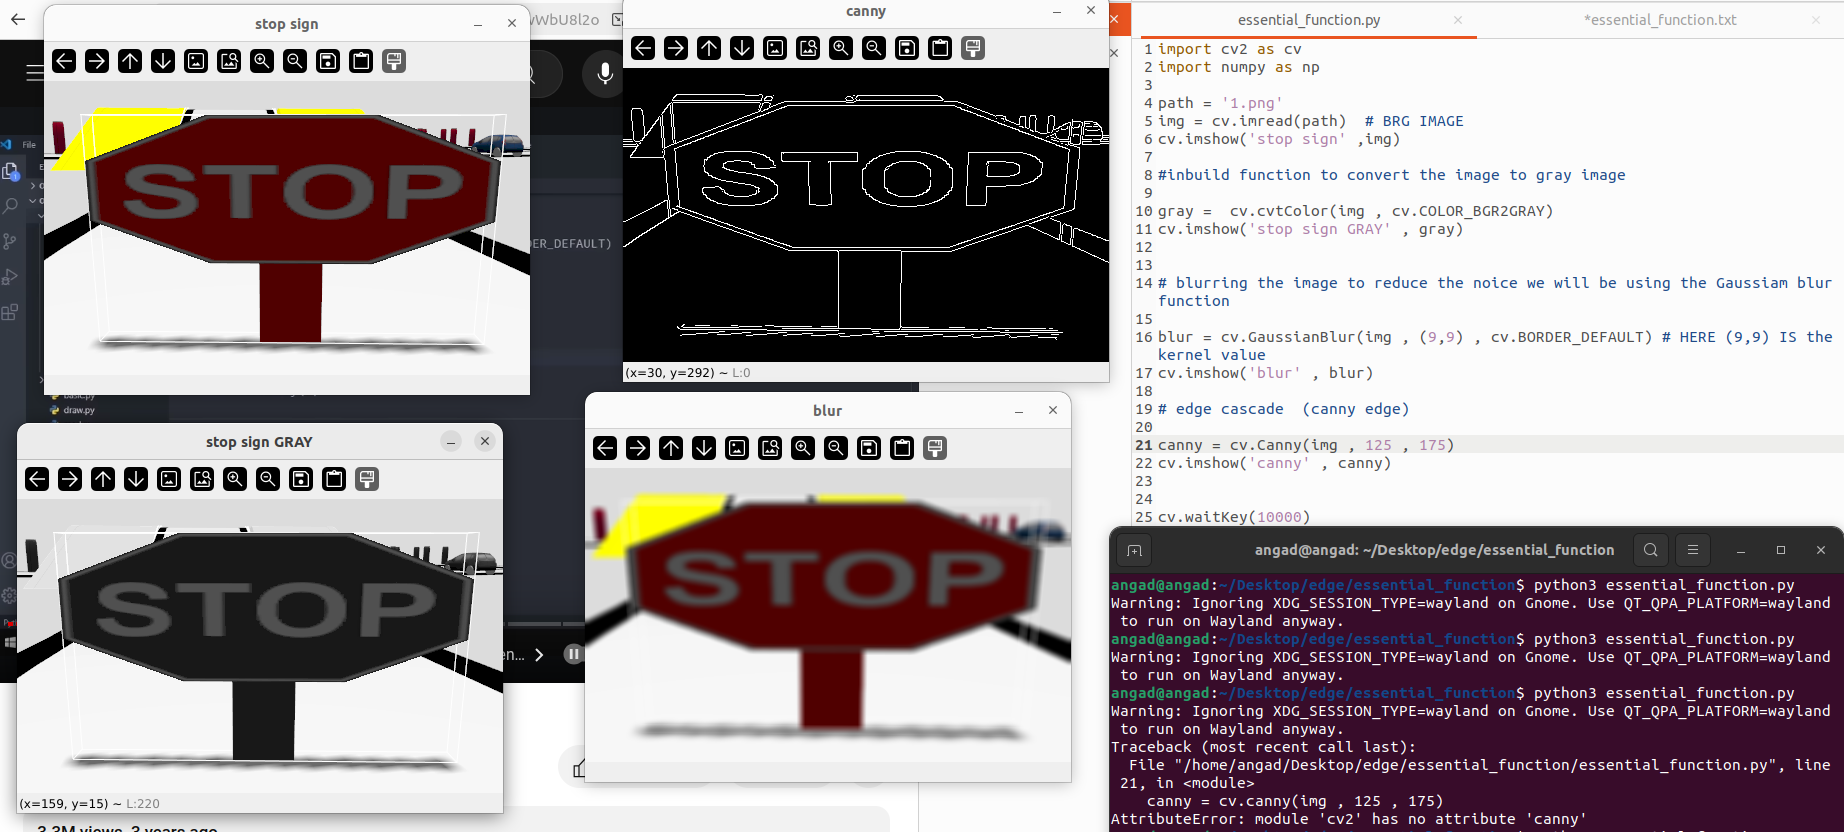 stop sign
STOP
wWbU8l2o
canny
STOP
(x=30, y=292) ~ L:0
File
DER_DEFAULT)
draw.py
stop sign GRAY
STOP
(x=159, y=15) ~ L:220
blur
STOP
en...
3.3M views 3 years ago
essential_function.py
*essential_function.txt
1 import cv2 as cv
2 import numpy as np
3
4 path = '1.png'
5 img = cv.imread(path)  # BRG IMAGE
6 cv.imshow('stop sign' ,img)
7
8 #inbuild function to convert the image to gray image
9
10 gray =  cv.cvtColor(img , cv.COLOR_BGR2GRAY)
11 cv.imshow('stop sign GRAY' , gray)
12
13
14 # blurring the image to reduce the noice we will be using the Gaussiam blur
function
15
16 blur = cv.GaussianBlur(img , (9,9) , cv.BORDER_DEFAULT) # HERE (9,9) IS the
kernel value
17 cv.imshow('blur' , blur)
18
19 # edge cascade  (canny edge)
20
21 canny = cv.Canny(img , 125 , 175)
22 cv.imshow('canny' , canny)
23
24
25 cv.waitKey(10000)
angad@angad: ~/Desktop/edge/essential_function
angad@angad:~/Desktop/edge/essential_function$ python3 essential_function.py
Warning: Ignoring XDG_SESSION_TYPE=wayland on Gnome. Use QT_QPA_PLATFORM=wayland
to run on Wayland anyway.
angad@angad:~/Desktop/edge/essential_function$ python3 essential_function.py
Warning: Ignoring XDG_SESSION_TYPE=wayland on Gnome. Use QT_QPA_PLATFORM=wayland
to run on Wayland anyway.
angad@angad:~/Desktop/edge/essential_function$ python3 essential_function.py
Warning: Ignoring XDG_SESSION_TYPE=wayland on Gnome. Use QT_QPA_PLATFORM=wayland
to run on Wayland anyway.
Traceback (most recent call last):
  File "/home/angad/Desktop/edge/essential_function/essential_function.py", line
21, in <module>
    canny = cv.canny(img , 125 , 175)
AttributeError: module 'cv2' has no attribute 'canny'